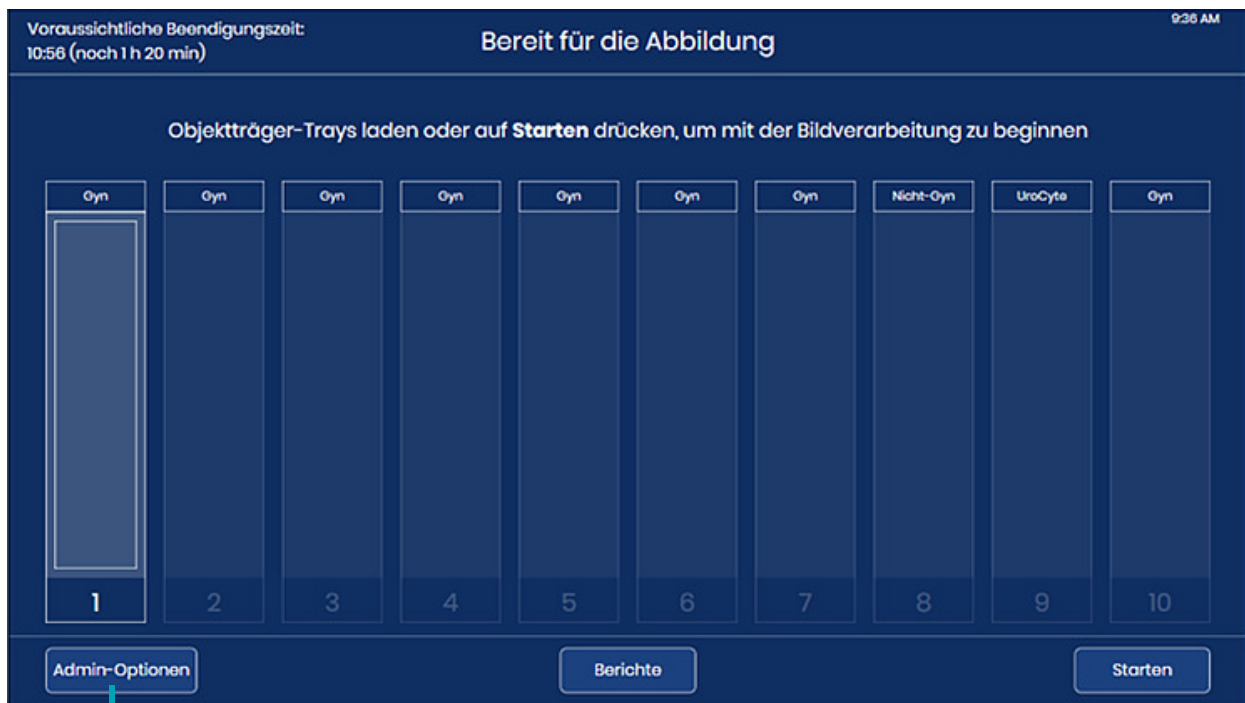 Voraussichtliche Beendigungszeit:
10:56 (noch 1 h 20 min)
Bereit für die Abbildung
9:36 AM
Objektträger-Trays laden oder auf Starten drücken, um mit der Bildverarbeitung zu beginnen
Gyn Gyn Gyn Gyn Gyn Gyn Gyn Nicht-Gyn UroCyte Gyn
1 2 3 4 5 6 7 8 9 10
Admin-Optionen Berichte Starten